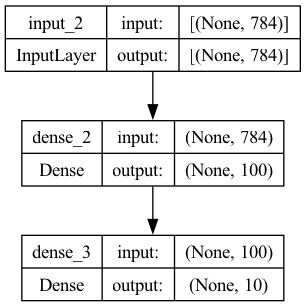 input_2 input: [(None, 784)]
InputLayer output: [(None, 784)]
dense_2 input: (None, 784)
Dense output: (None, 100)
dense_3 input: (None, 100)
Dense output: (None, 10)